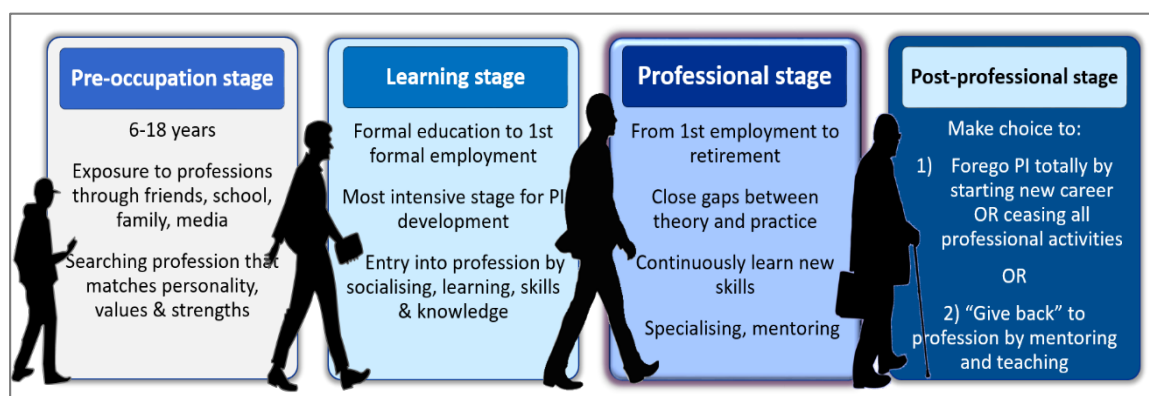 Pre-occupation stage
6-18 years
Exposure to professions
through friends, school,
family, media
Searching profession that
matches personality,
values & strengths
Learning stage
Formal education to 1st
formal employment
Most intensive stage for PI
development
Entry into profession by
socialising, learning, skills
& knowledge
Professional stage
From 1st employment to
retirement
Close gaps between
theory and practice
Continuously learn new
skills
Specialising, mentoring
Post-professional stage
Make choice to:
1) Forego PI totally by
starting new career
OR ceasing all
professional activities
OR
2) “Give back” to
profession by mentoring
and teaching